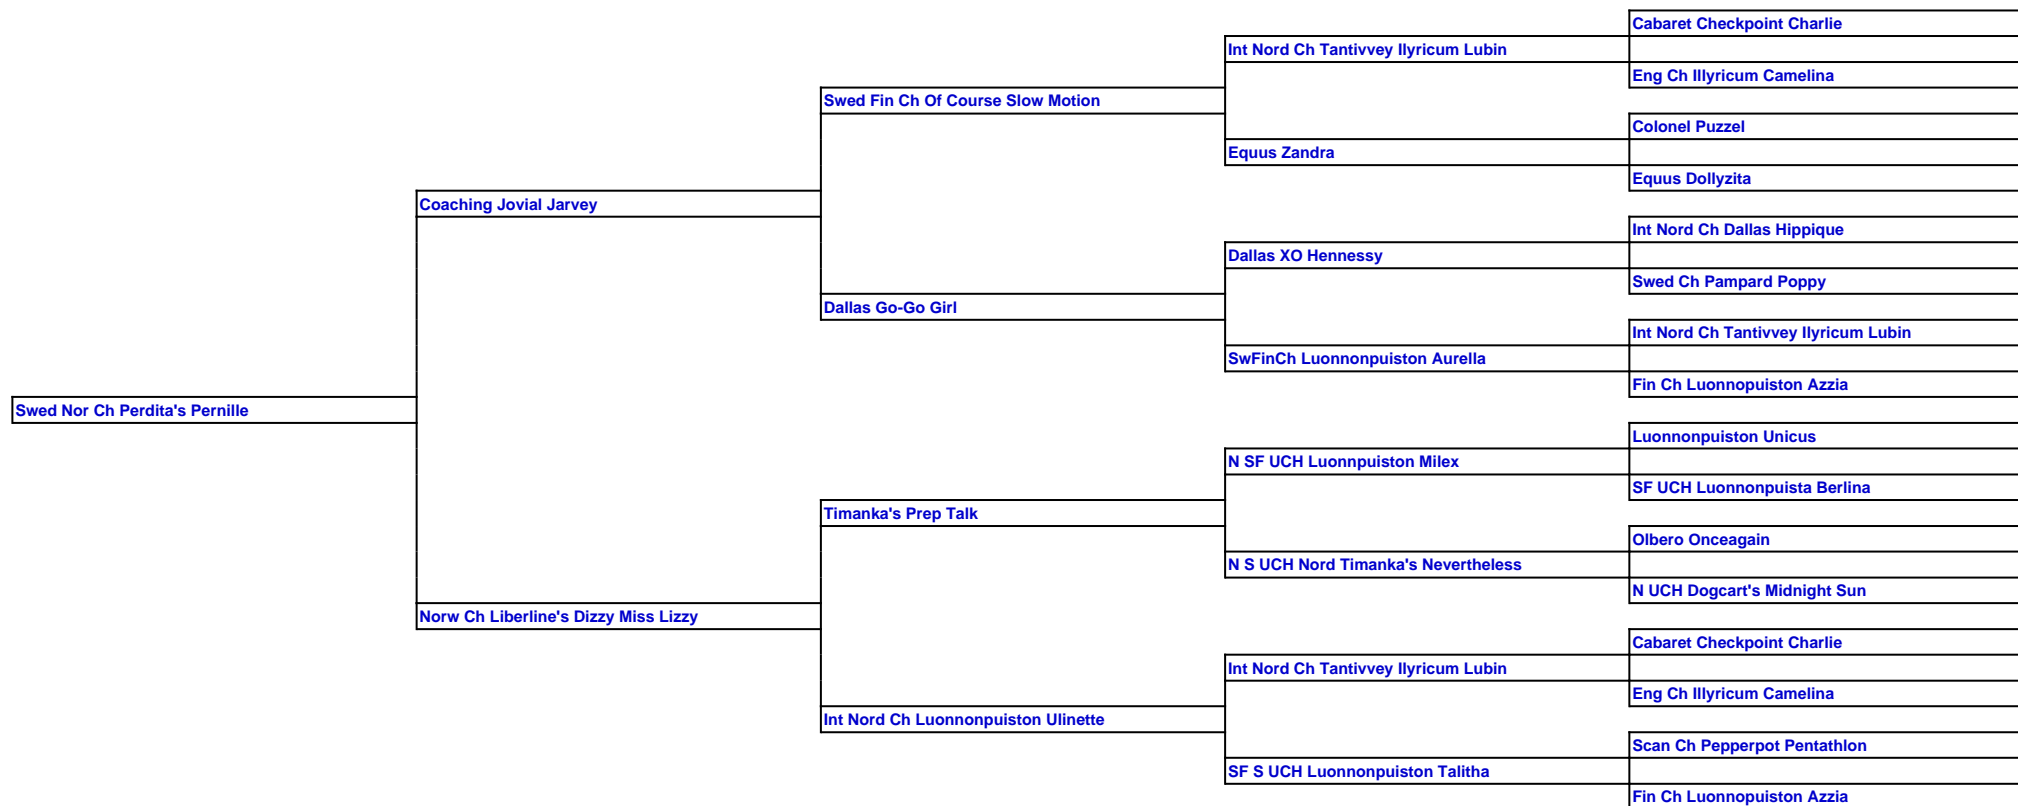 Cabaret Checkpoint Charlie
Int Nord Ch Tantivvey Ilyricum Lubin
Eng Ch Illyricum Camelina
Swed Fin Ch Of Course Slow Motion
Colonel Puzzel
Equus Zandra
Equus Dollyzita
Coaching Jovial Jarvey
Int Nord Ch Dallas Hippique
Dallas XO Hennessy
Swed Ch Pampard Poppy
Dallas Go-Go Girl
Int Nord Ch Tantivvey Ilyricum Lubin
SwFinCh Luonnonpuiston Aurella
Fin Ch Luonnopuiston Azzia
Swed Nor Ch Perdita's Pernille
Luonnonpuiston Unicus
N SF UCH Luonnpuiston Milex
SF UCH Luonnonpuista Berlina
Timanka's Prep Talk
Olbero Onceagain
N S UCH Nord Timanka's Nevertheless
N UCH Dogcart's Midnight Sun
Norw Ch Liberline's Dizzy Miss Lizzy
Cabaret Checkpoint Charlie
Int Nord Ch Tantivvey Ilyricum Lubin
Eng Ch Illyricum Camelina
Int Nord Ch Luonnonpuiston Ulinette
Scan Ch Pepperpot Pentathlon
SF S UCH Luonnonpuiston Talitha
Fin Ch Luonnopuiston Azzia